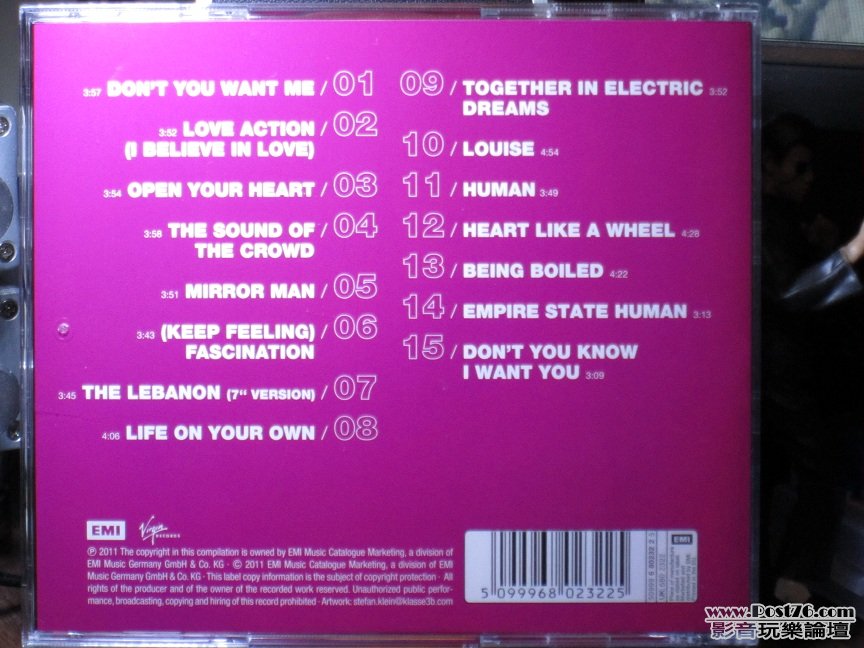 3:57 DON'T YOU WANT ME / 01
3:52 LOVE ACTION / 02
(I BELIEVE IN LOVE)
3:54 OPEN YOUR HEART / 03
3:58 THE SOUND OF / 04
THE CROWD
3:51 MIRROR MAN / 05
3:43 (KEEP FEELING) / 06
FASCINATION
3:45 THE LEBANON (7“ VERSION) / 07
4:06 LIFE ON YOUR OWN / 08
09 / TOGETHER IN ELECTRIC 3:52
DREAMS
10 / LOUISE 4:54
11 / HUMAN 3:49
12 / HEART LIKE A WHEEL 4:28
13 / BEING BOILED 4:22
14 / EMPIRE STATE HUMAN 3:13
15 / DON'T YOU KNOW
I WANT YOU 3:09
EMI
Virgin
RECORDS
℗ 2011 The copyright in this compilation is owned by EMI Music Catalogue Marketing, a division of
EMI Music Germany GmbH & Co. KG · © 2011 EMI Music Catalogue Marketing, a division of EMI
Music Germany GmbH & Co. KG · This label copy information is the subject of copyright protection · All
rights of the producer and of the owner of the recorded work reserved. Unauthorized public perfor-
mance, broadcasting, copying and hiring of this record prohibited · Artwork: stefan.klein@klasse3b.com
5 099968 023225
EMI
www.Post76.com
影音玩樂論壇